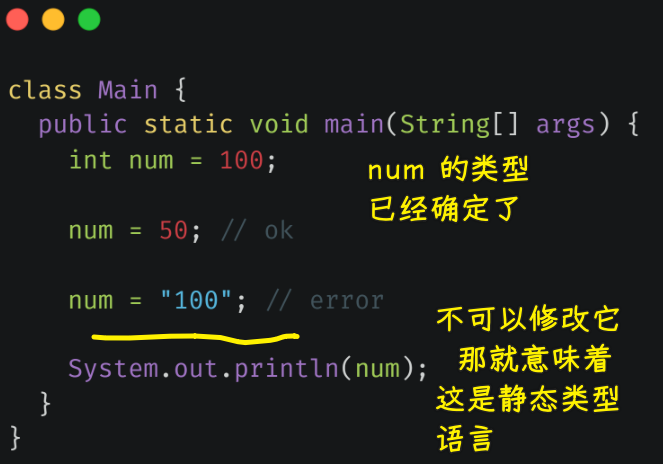 class Main {
public static void main(String[] args) {
int num = 100;
num 的类型
已经确定了
num = 50; // ok
num = "100"; // error
不可以修改它
那就意味着
这是静态类型
语言
System.out.println(num);
}
}